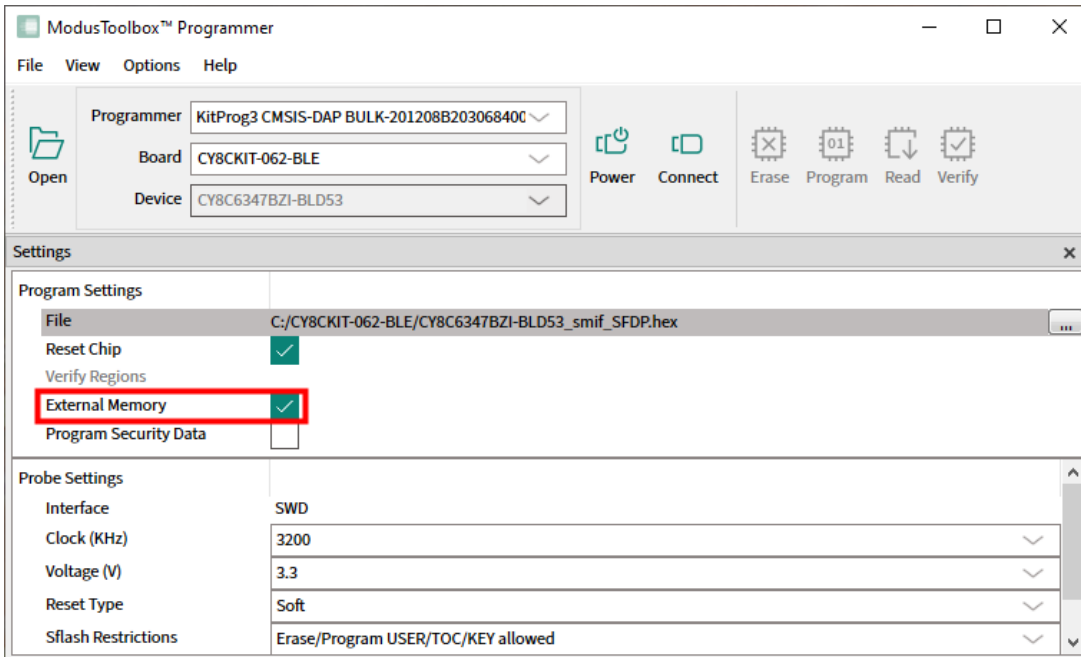 ModusToolbox™ Programmer
File View Options Help
Open
Programmer KitProg3 CMSIS-DAP BULK-201208B203068400
Board CY8CKIT-062-BLE
Device CY8C6347BZI-BLD53
Power Connect Erase Program Read Verify
01
Settings
Program Settings
File C:/CY8CKIT-062-BLE/CY8C6347BZI-BLD53_smif_SFDP.hex ...
Reset Chip
Verify Regions
External Memory
Program Security Data
Probe Settings
Interface SWD
Clock (KHz) 3200
Voltage (V) 3.3
Reset Type Soft
Sflash Restrictions Erase/Program USER/TOC/KEY allowed